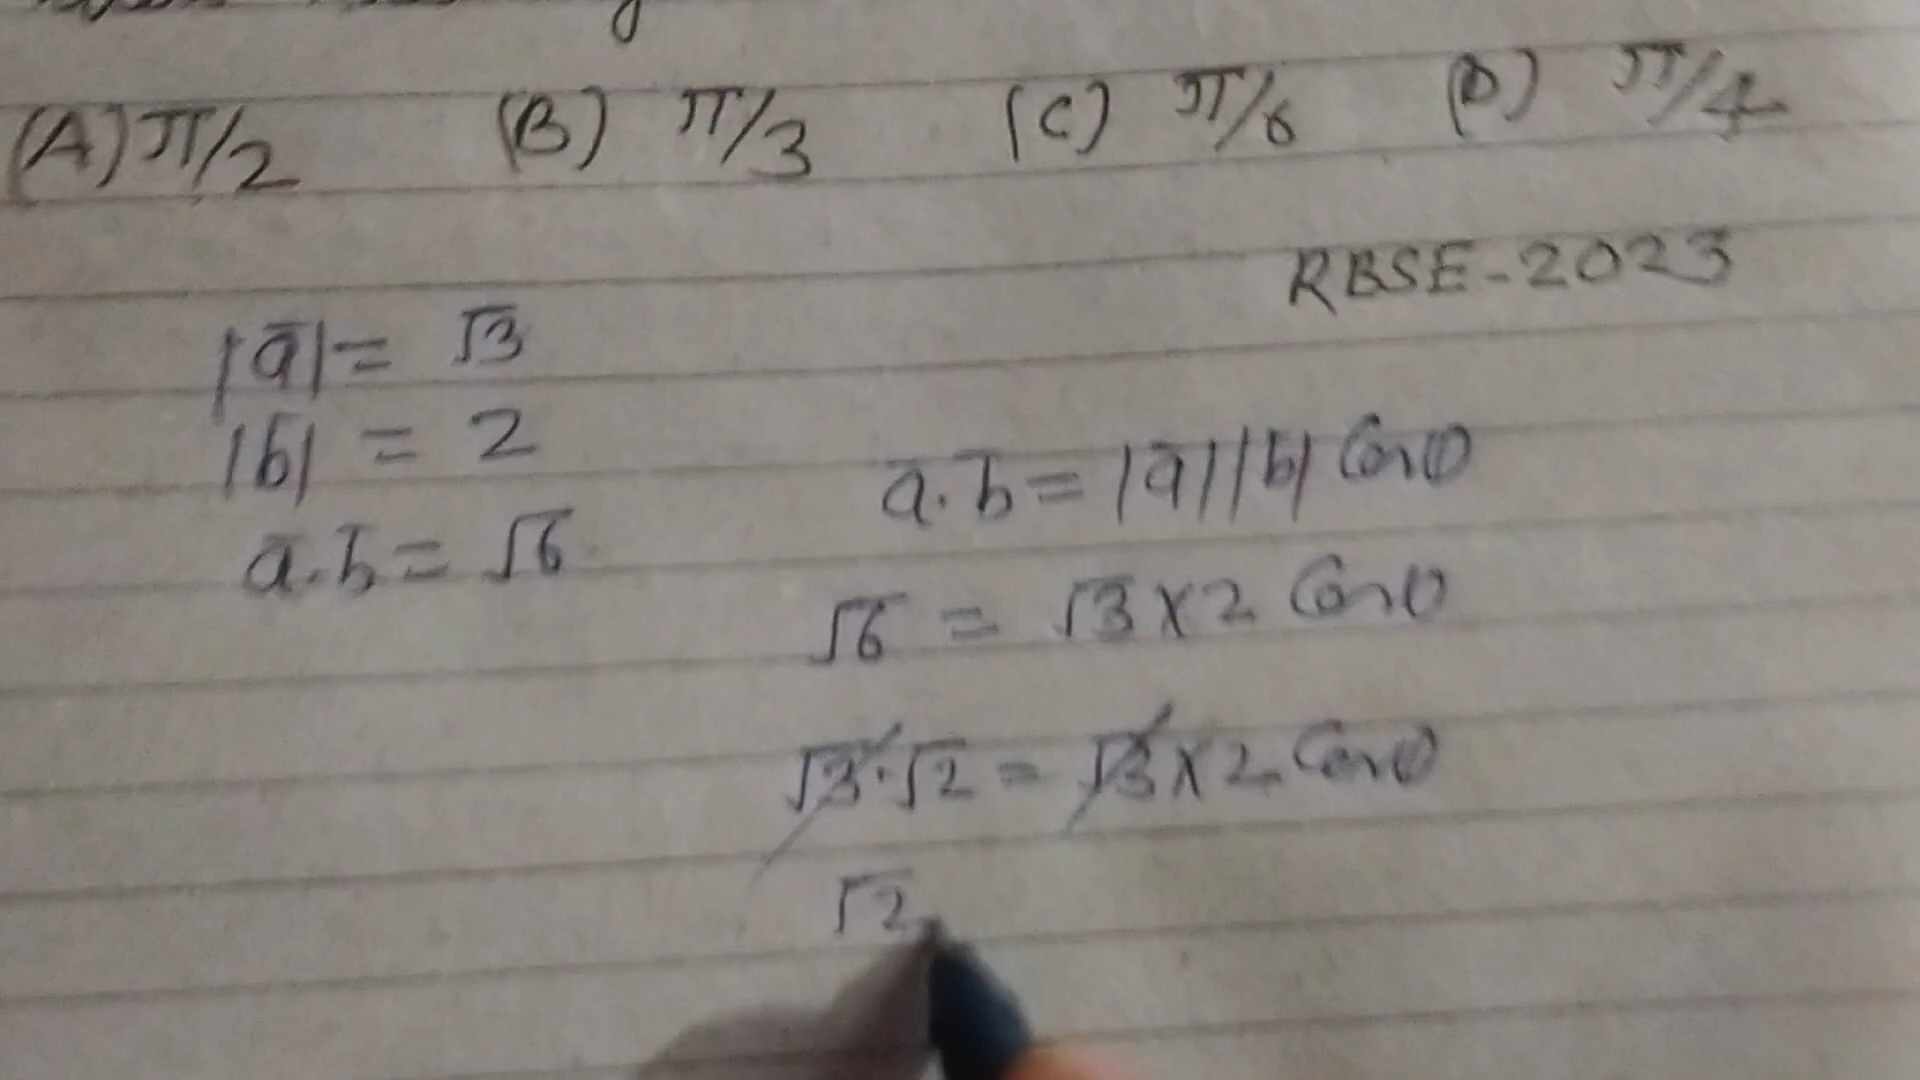 (A) π/2 (B) π/3 (C) π/6 (D) π/4
RBSE-2023
|a̅| = √3
|b̅| = 2
a̅.b̅ = √6
a̅.b̅ = |a̅||b̅| Cosθ
√6 = √3 × 2 Cosθ
√3.√2 = √3 × 2 Cosθ
√2